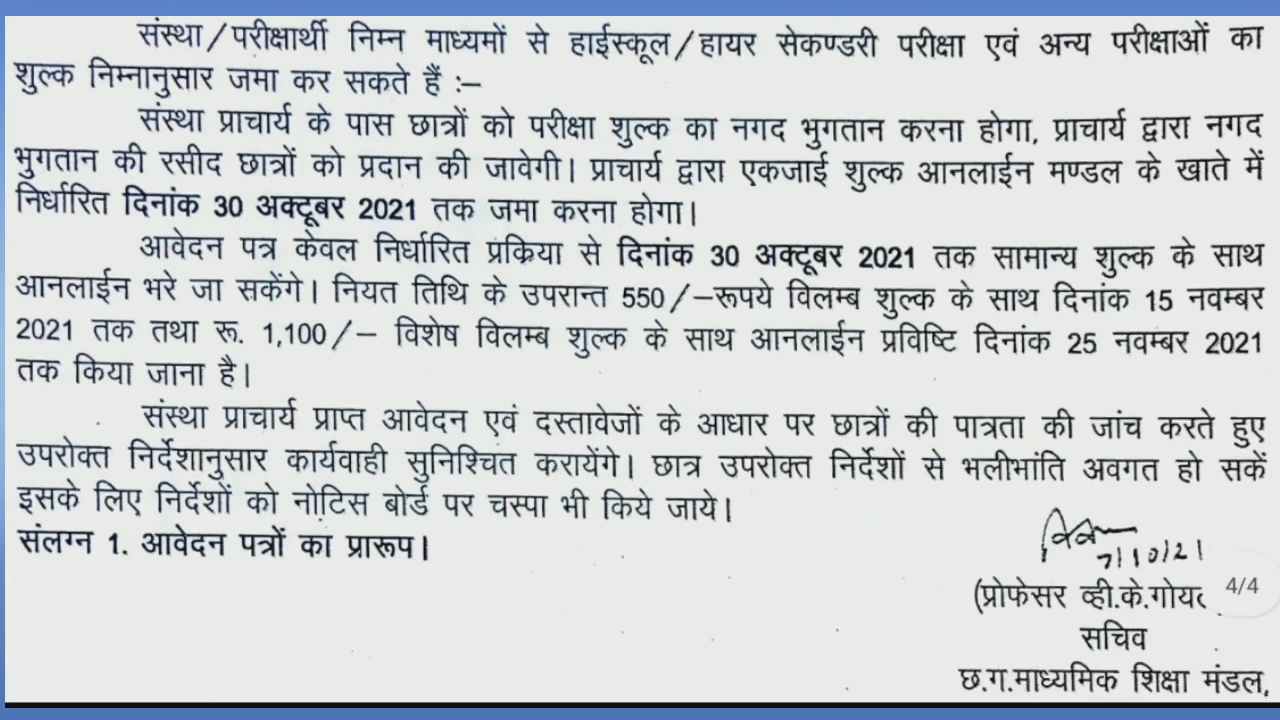 संस्था/परीक्षार्थी निम्न माध्यमों से हाईस्कूल/हायर सेकण्डरी परीक्षा एवं अन्य परीक्षाओं का
शुल्क निम्नानुसार जमा कर सकते हैं :–
संस्था प्राचार्य के पास छात्रों को परीक्षा शुल्क का नगद भुगतान करना होगा, प्राचार्य द्वारा नगद
भुगतान की रसीद छात्रों को प्रदान की जावेगी। प्राचार्य द्वारा एकजाई शुल्क आनलाईन मण्डल के खाते में
निर्धारित दिनांक 30 अक्टूबर 2021 तक जमा करना होगा।
आवेदन पत्र केवल निर्धारित प्रक्रिया से दिनांक 30 अक्टूबर 2021 तक सामान्य शुल्क के साथ
आनलाईन भरे जा सकेंगे। नियत तिथि के उपरान्त 550/–रूपये विलम्ब शुल्क के साथ दिनांक 15 नवम्बर
2021 तक तथा रू. 1,100/– विशेष विलम्ब शुल्क के साथ आनलाईन प्रविष्टि दिनांक 25 नवम्बर 2021
तक किया जाना है।
संस्था प्राचार्य प्राप्त आवेदन एवं दस्तावेजों के आधार पर छात्रों की पात्रता की जांच करते हुए
उपरोक्त निर्देशानुसार कार्यवाही सुनिश्चित करायेंगे। छात्र उपरोक्त निर्देशों से भलीभांति अवगत हो सकें
इसके लिए निर्देशों को नोटिस बोर्ड पर चस्पा भी किये जाये।
संलग्न 1. आवेदन पत्रों का प्रारूप।
7/10/21
(प्रोफेसर व्ही.के.गोयल
4/4
सचिव
छ.ग.माध्यमिक शिक्षा मंडल,